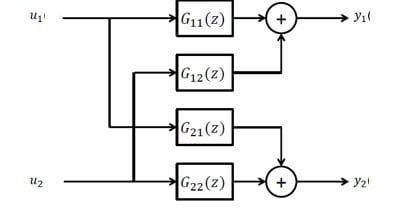 u₁( G₁₁(z) + y₁(
G₁₂(z)
G₂₁(z)
u₂ G₂₂(z) + y₂(